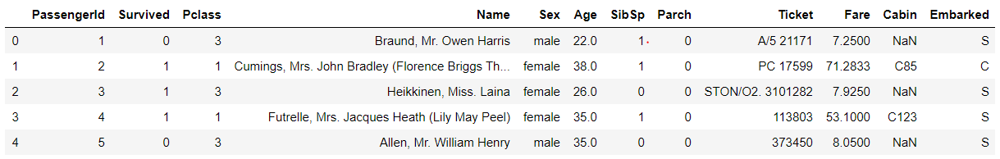 PassengerId Survived Pclass Name Sex Age SibSp Parch Ticket Fare Cabin Embarked
0 1 0 3 Braund, Mr. Owen Harris male 22.0 1 0 A/5 21171 7.2500 NaN S
1 2 1 1 Cumings, Mrs. John Bradley (Florence Briggs Th... female 38.0 1 0 PC 17599 71.2833 C85 C
2 3 1 3 Heikkinen, Miss. Laina female 26.0 0 0 STON/O2. 3101282 7.9250 NaN S
3 4 1 1 Futrelle, Mrs. Jacques Heath (Lily May Peel) female 35.0 1 0 113803 53.1000 C123 S
4 5 0 3 Allen, Mr. William Henry male 35.0 0 0 373450 8.0500 NaN S